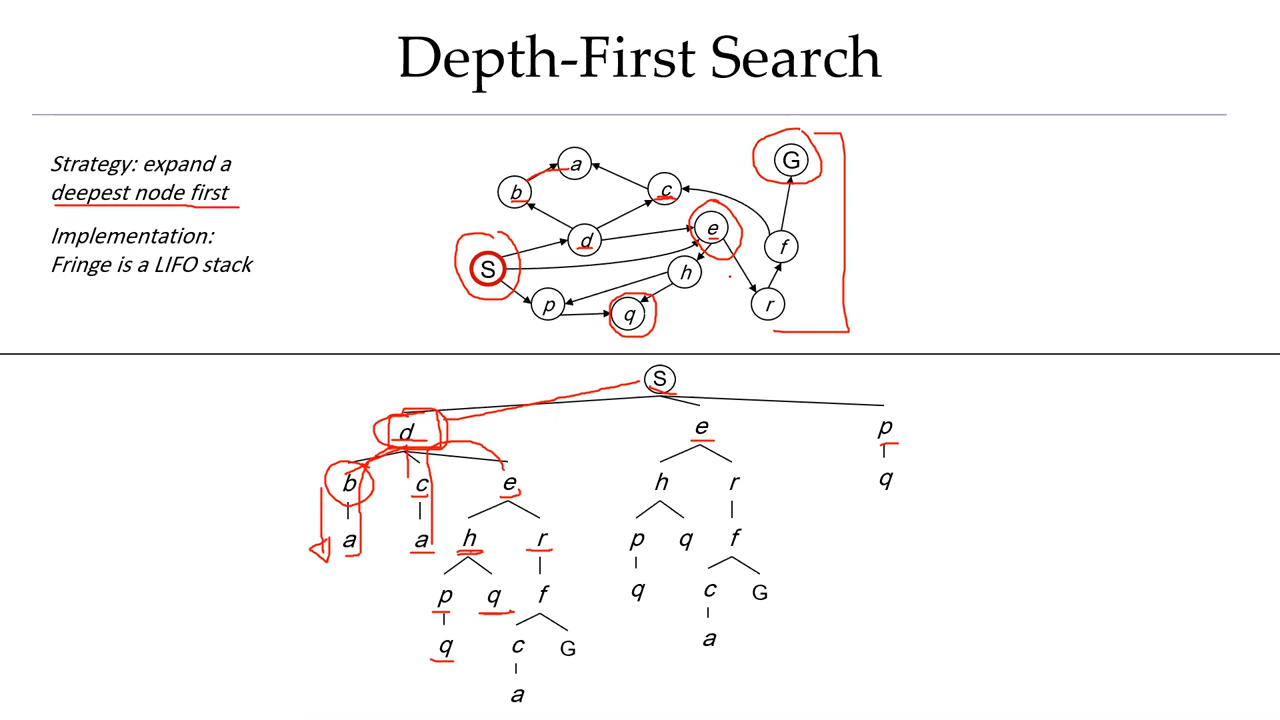 Depth-First Search
Strategy: expand a
deepest node first
Implementation:
Fringe is a LIFO stack
a
G
b
c
e
d
f
S
h
p
q
r
S
d
e
p
b
c
e
h
r
q
a
a
h
r
p
q
f
p
q
f
q
c
G
q
c
G
a
a